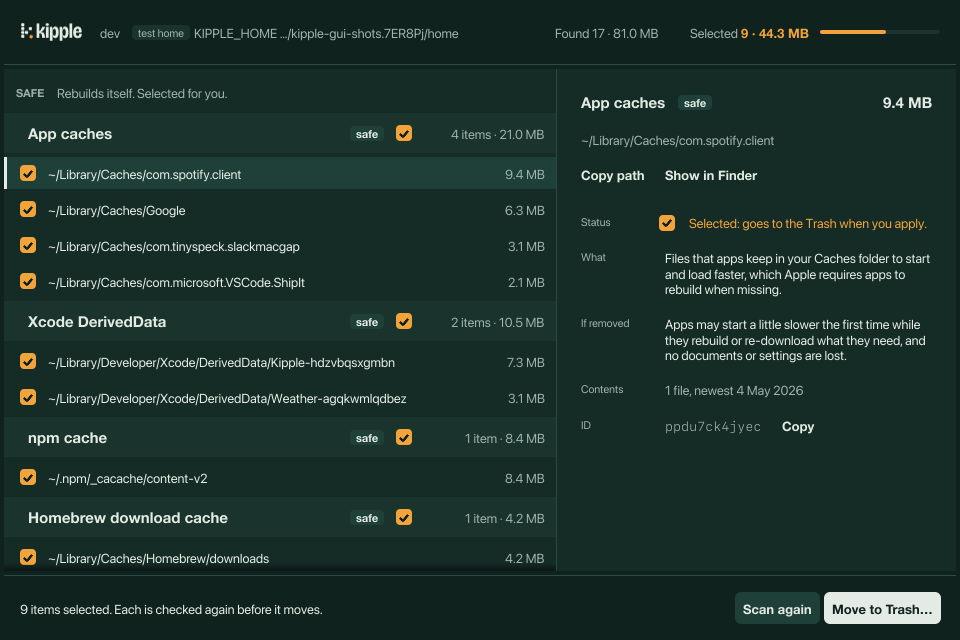 kipple dev test home KIPPLE_HOME .../kipple-gui-shots.7ER8Pj/home Found 17 · 81.0 MB Selected 9 · 44.3 MB
SAFE Rebuilds itself. Selected for you.
App caches safe 4 items · 21.0 MB
~/Library/Caches/com.spotify.client 9.4 MB
~/Library/Caches/Google 6.3 MB
~/Library/Caches/com.tinyspeck.slackmacgap 3.1 MB
~/Library/Caches/com.microsoft.VSCode.ShipIt 2.1 MB
Xcode DerivedData safe 2 items · 10.5 MB
~/Library/Developer/Xcode/DerivedData/Kipple-hdzvbqsxgmbn 7.3 MB
~/Library/Developer/Xcode/DerivedData/Weather-agqkwmlqdbez 3.1 MB
npm cache safe 1 item · 8.4 MB
~/.npm/_cacache/content-v2 8.4 MB
Homebrew download cache safe 1 item · 4.2 MB
~/Library/Caches/Homebrew/downloads 4.2 MB
App caches safe 9.4 MB
~/Library/Caches/com.spotify.client
Copy path Show in Finder
Status Selected: goes to the Trash when you apply.
What Files that apps keep in your Caches folder to start
and load faster, which Apple requires apps to
rebuild when missing.
If removed Apps may start a little slower the first time while
they rebuild or re-download what they need, and
no documents or settings are lost.
Contents 1 file, newest 4 May 2026
ID ppdu7ck4jyec Copy
9 items selected. Each is checked again before it moves. Scan again Move to Trash...